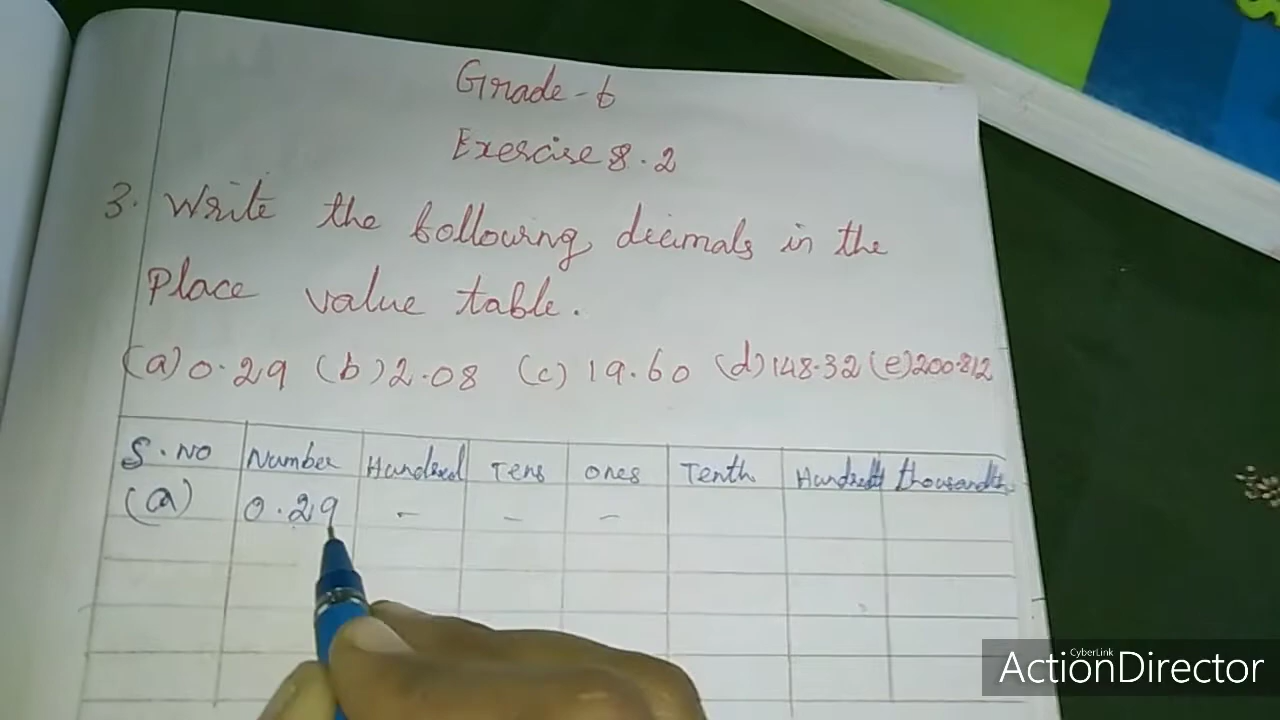 Grade-6
Exercise 8.2
3. Write the following decimals in the
Place value table.
(a) 0.29 (b) 2.08 (c) 19.60 (d) 148.32 (e) 200.812
S.NO Number Hundred Tens Ones Tenth Hundredth thousandth
(a) 0.29 - - -
CyberLink
ActionDirector